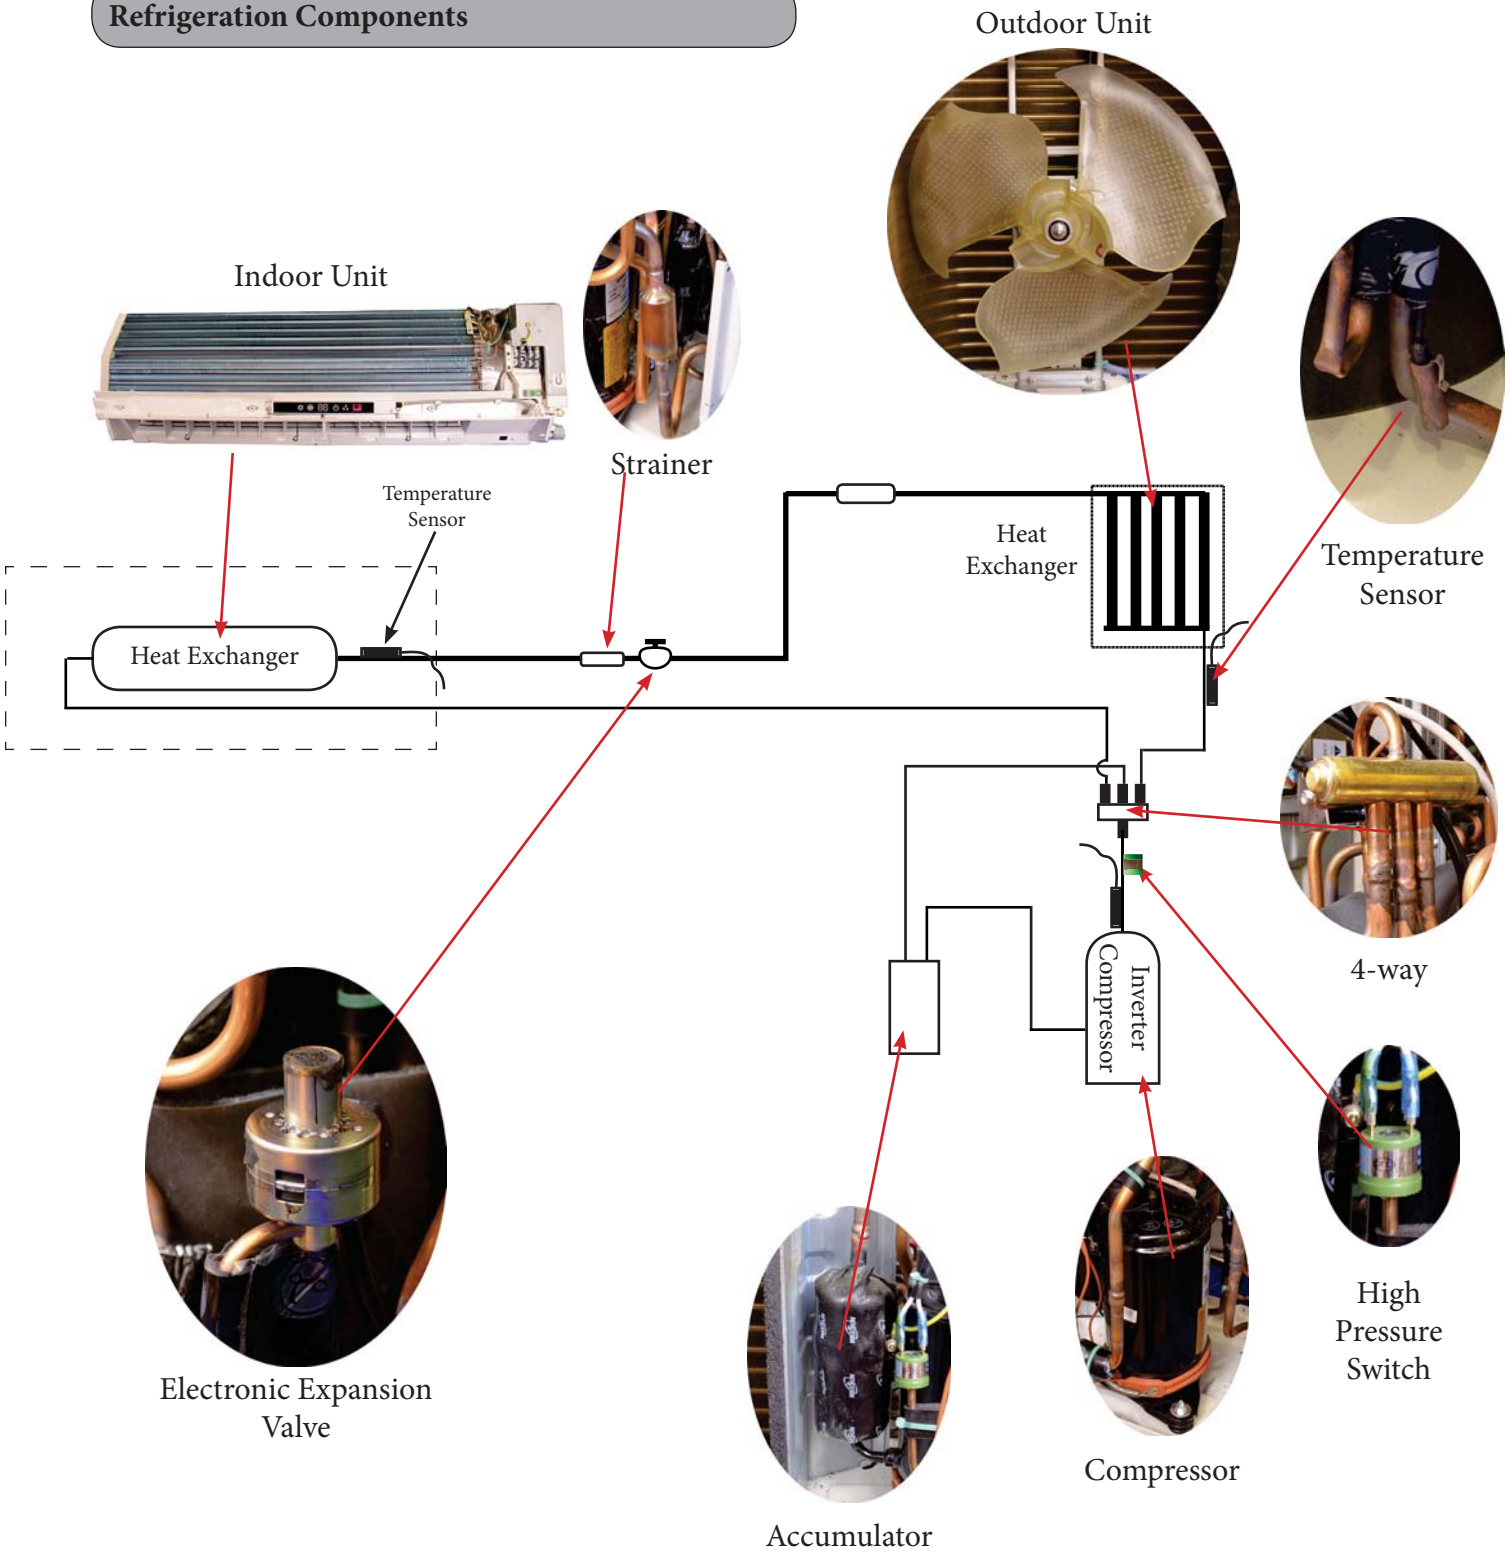 Refrigeration Components
Outdoor Unit
Indoor Unit
Strainer
Temperature
Sensor
Heat
Exchanger
Temperature
Sensor
Heat Exchanger
4-way
Inverter
Compressor
High
Pressure
Switch
Electronic Expansion
Valve
Compressor
Accumulator